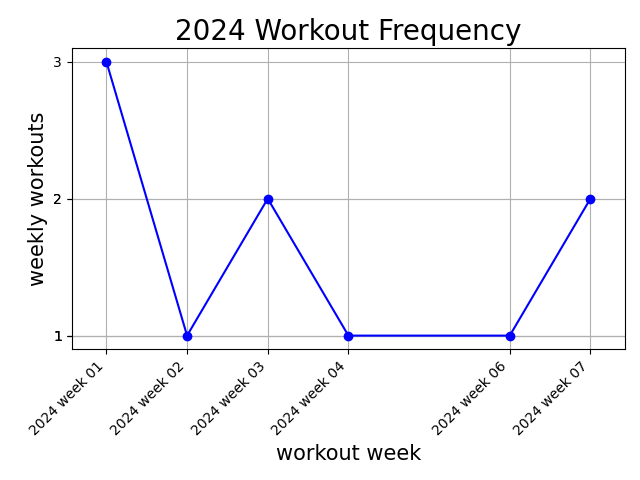 2024 Workout Frequency
weekly workouts
3
2
1
2024 week 01
2024 week 02
2024 week 03
2024 week 04
2024 week 06
2024 week 07
workout week